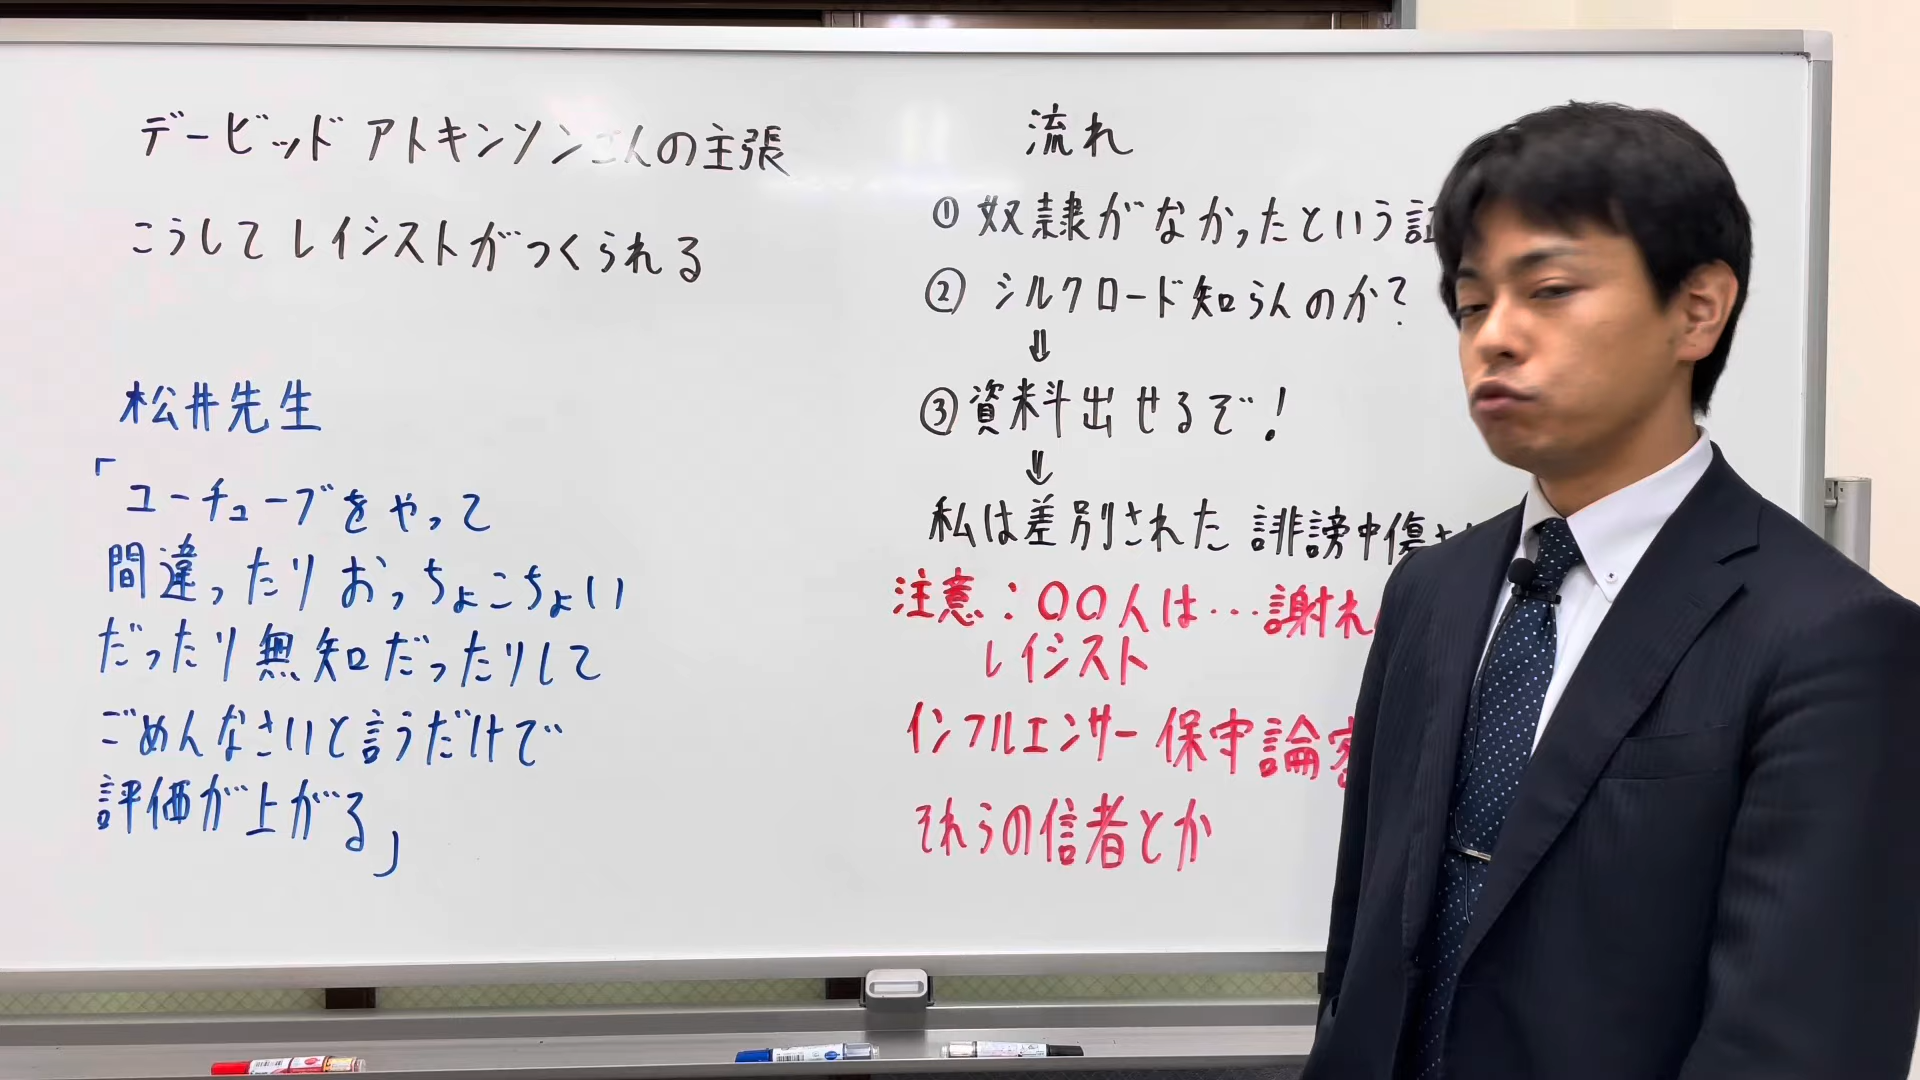 デービッド アトキンソンさんの主張
こうしてレイシストがつくられる
松井先生
「ユーチューブをやって
間違ったりおっちょこちょい
だったり無知だったりして
ごめんなさいと言うだけで
評価が上がる」
流れ
① 奴隷がなかったという証
② シルクロード知らんのか?
⇓
③ 資料出せるぞ!
⇓
私は差別された 誹謗中傷さ
注意:〇〇人は…謝れ
レイシスト
インフルエンサー 保守論客
それらの信者とか